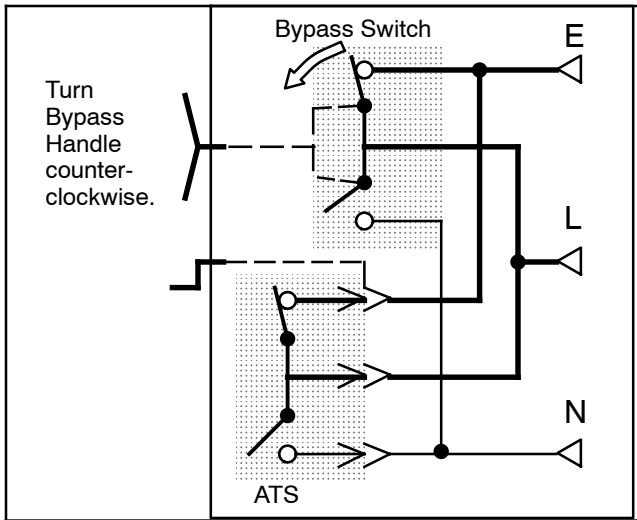 Bypass Switch
E
Turn
Bypass
Handle
counter-
clockwise.
L
N
ATS